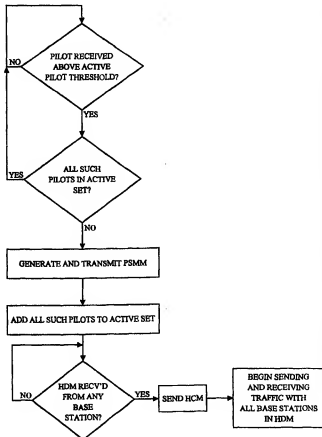 PILOT RECEIVED
ABOVE ACTIVE
PILOT THRESHOLD?
NO
YES
ALL SUCH
PILOTS IN ACTIVE
SET?
YES
NO
GENERATE AND TRANSMIT PSMM
ADD ALL SUCH PILOTS TO ACTIVE SET
HDM RECV'D
FROM ANY
BASE
STATION?
NO
YES
SEND HCM
BEGIN SENDING
AND RECEIVING
TRAFFIC WITH
ALL BASE STATIONS
IN HDM